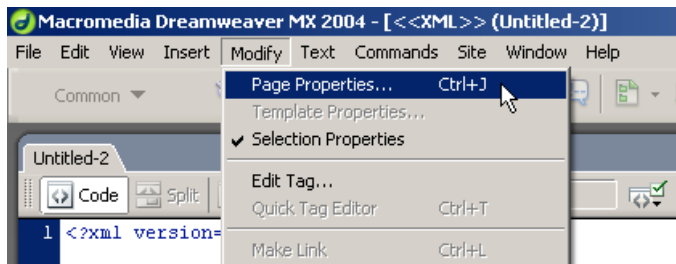 Macromedia Dreamweaver MX 2004 - [<<XML>> (Untitled-2)]
File Edit View Insert Modify Text Commands Site Window Help
Common
Page Properties... Ctrl+J
Template Properties...
Selection Properties
Untitled-2
Edit Tag...
Code Split
Quick Tag Editor Ctrl+T
1 <?xml version=
Make Link Ctrl+L